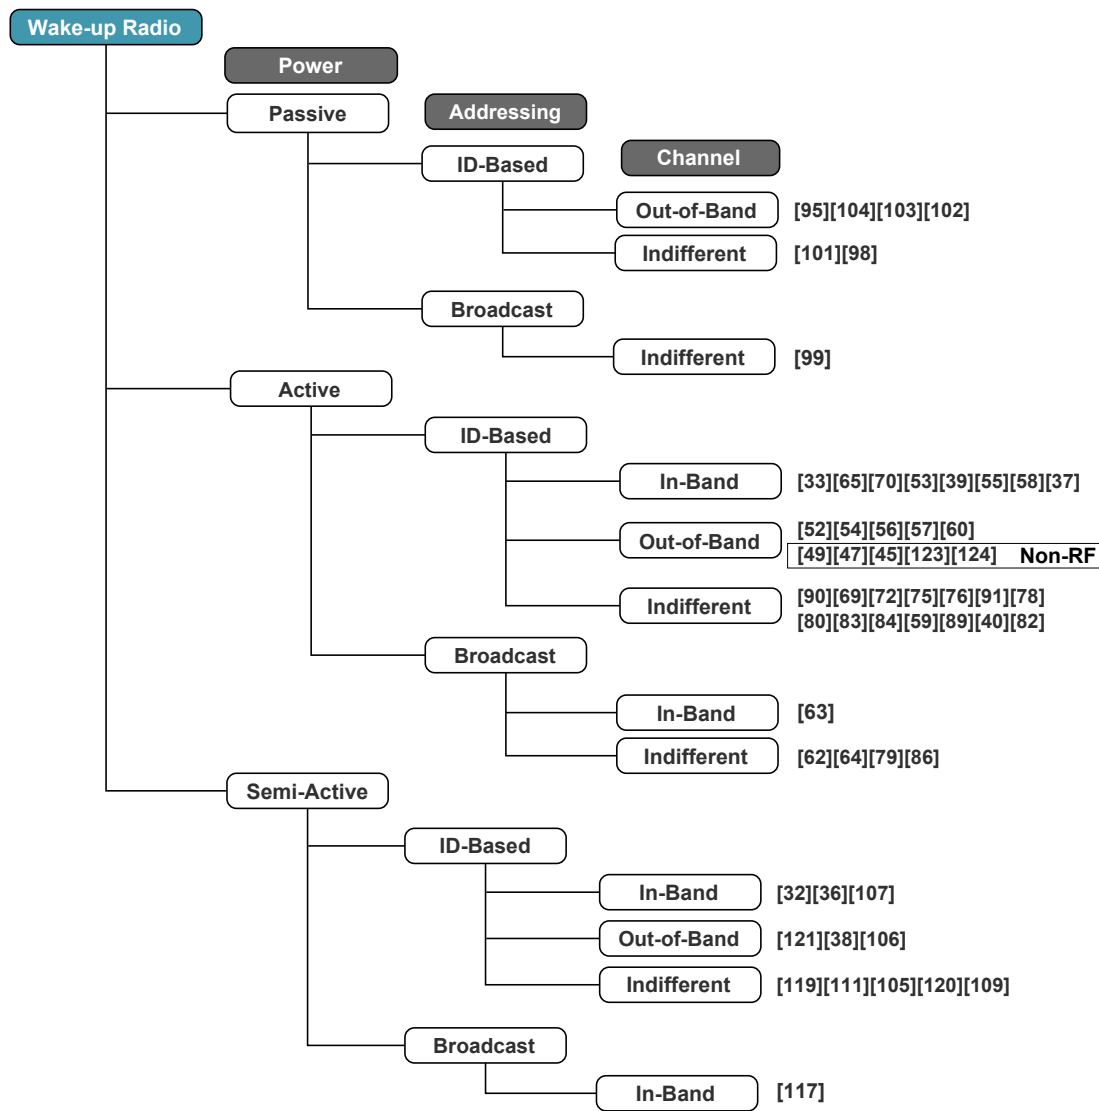 Wake-up Radio
Power
Passive
Addressing
ID-Based
Channel
Out-of-Band [95][104][103][102]
Indifferent [101][98]
Broadcast
Indifferent [99]
Active
ID-Based
In-Band [33][65][70][53][39][55][58][37]
Out-of-Band [52][54][56][57][60]
[49][47][45][123][124] Non-RF
Indifferent [90][69][72][75][76][91][78]
[80][83][84][59][89][40][82]
Broadcast
In-Band [63]
Indifferent [62][64][79][86]
Semi-Active
ID-Based
In-Band [32][36][107]
Out-of-Band [121][38][106]
Indifferent [119][111][105][120][109]
Broadcast
In-Band [117]